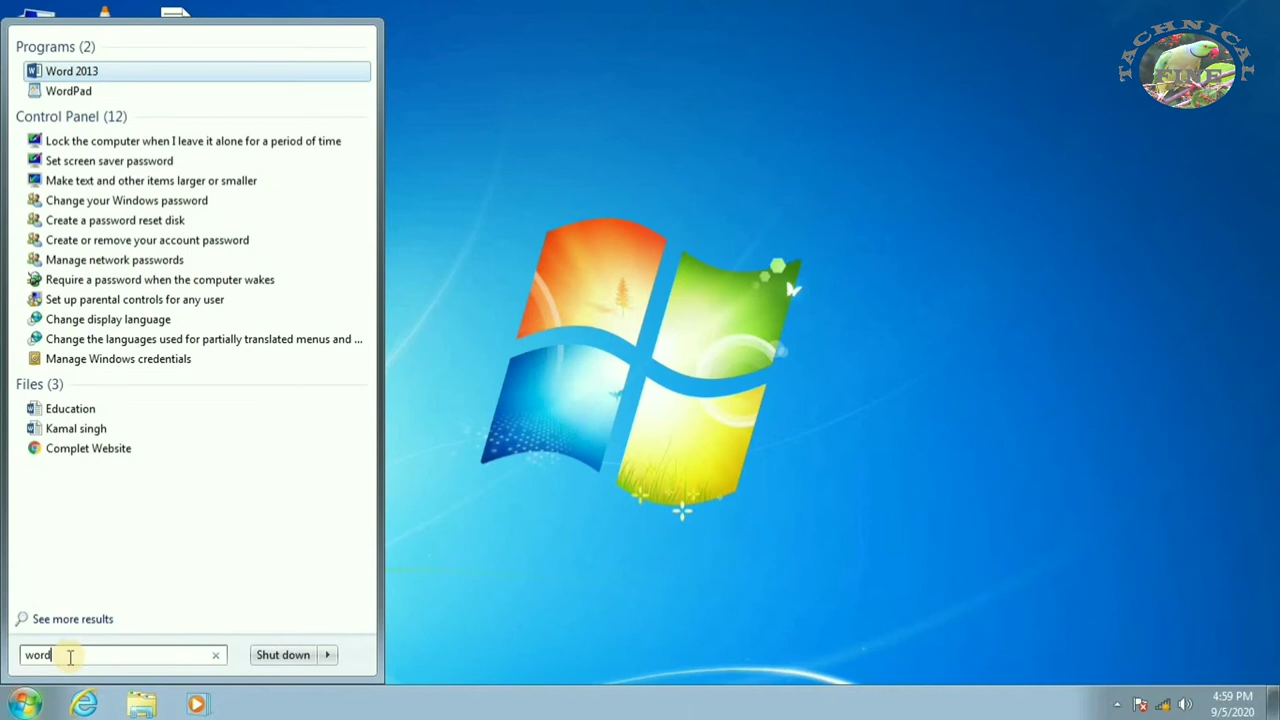 TACHNICAL
FINE
Programs (2)
Word 2013
WordPad
Control Panel (12)
Lock the computer when I leave it alone for a period of time
Set screen saver password
Make text and other items larger or smaller
Change your Windows password
Create a password reset disk
Create or remove your account password
Manage network passwords
Require a password when the computer wakes
Set up parental controls for any user
Change display language
Change the languages used for partially translated menus and ...
Manage Windows credentials
Files (3)
Education
Kamal singh
Complet Website
See more results
word
Shut down
4:59 PM
9/5/2020